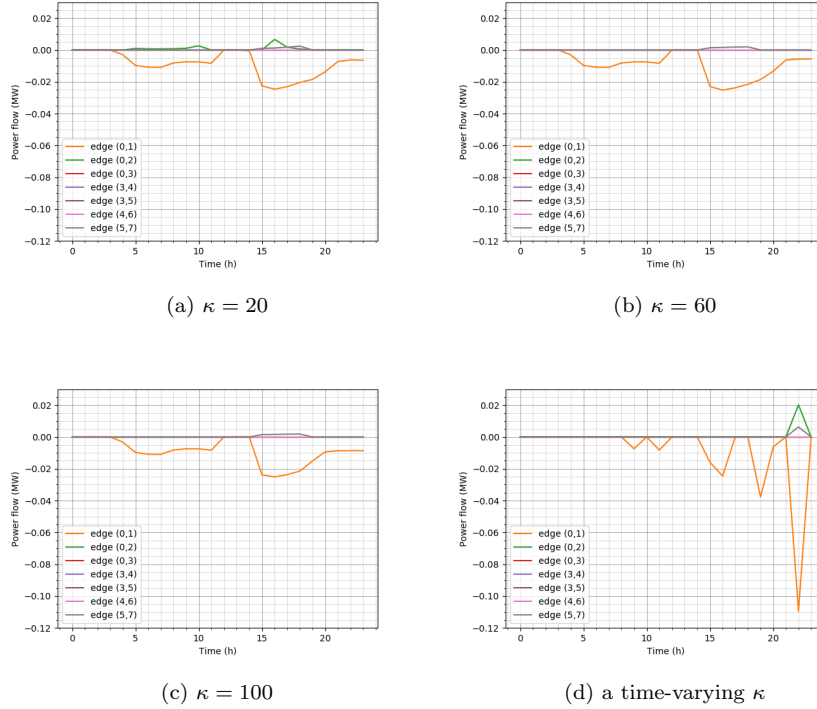 0.02
0.00
−0.02
−0.04
−0.06
−0.08
−0.10
−0.12
Power flow (MW)
edge (0,1)
edge (0,2)
edge (0,3)
edge (3,4)
edge (3,5)
edge (4,6)
edge (5,7)
0 5 10 15 20
Time (h)
(a) κ = 20
0.02
0.00
−0.02
−0.04
−0.06
−0.08
−0.10
−0.12
Power flow (MW)
edge (0,1)
edge (0,2)
edge (0,3)
edge (3,4)
edge (3,5)
edge (4,6)
edge (5,7)
0 5 10 15 20
Time (h)
(b) κ = 60
0.02
0.00
−0.02
−0.04
−0.06
−0.08
−0.10
−0.12
Power flow (MW)
edge (0,1)
edge (0,2)
edge (0,3)
edge (3,4)
edge (3,5)
edge (4,6)
edge (5,7)
0 5 10 15 20
Time (h)
(c) κ = 100
0.02
0.00
−0.02
−0.04
−0.06
−0.08
−0.10
−0.12
Power flow (MW)
edge (0,1)
edge (0,2)
edge (0,3)
edge (3,4)
edge (3,5)
edge (4,6)
edge (5,7)
0 5 10 15 20
Time (h)
(d) a time-varying κ